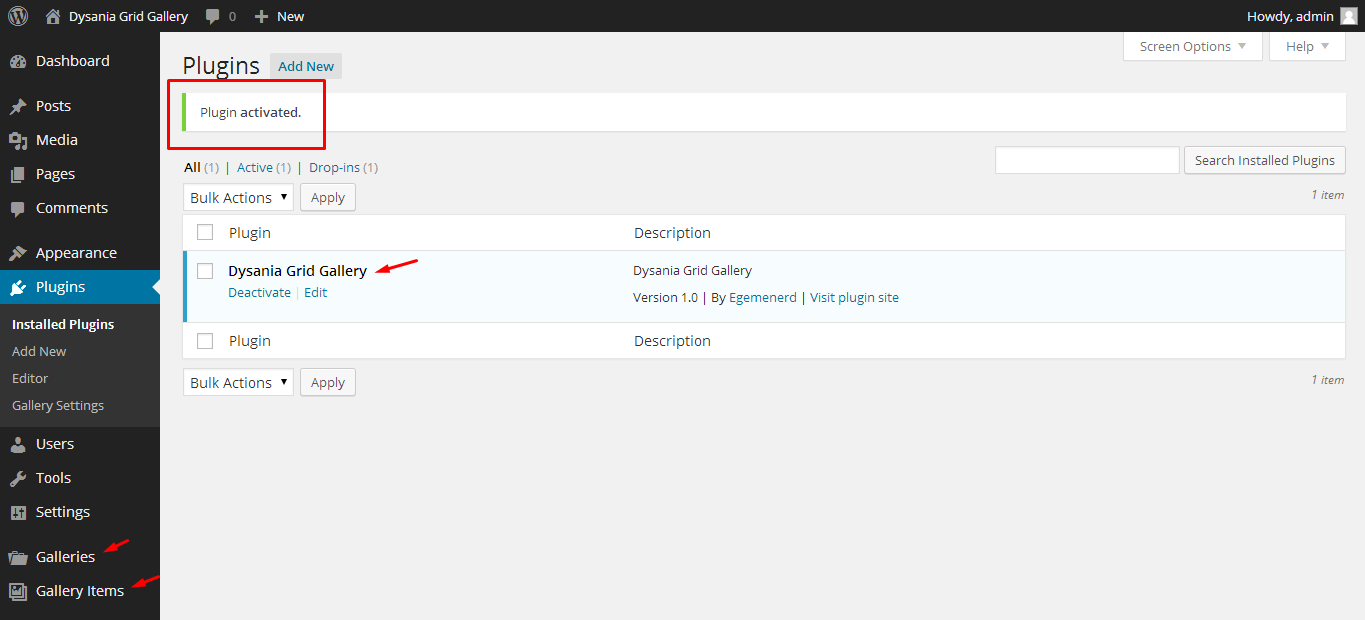 Dysania Grid Gallery 0 New Howdy, admin
Screen Options Help
Dashboard
Posts
Media
Pages
Comments
Appearance
Plugins
Installed Plugins
Add New
Editor
Gallery Settings
Users
Tools
Settings
Galleries
Gallery Items
Plugins Add New
Plugin activated.
All (1) | Active (1) | Drop-ins (1)
Search Installed Plugins
Bulk Actions Apply
1 item
Plugin Description
Dysania Grid Gallery Dysania Grid Gallery
Deactivate | Edit Version 1.0 | By Egemenerd | Visit plugin site
Plugin Description
Bulk Actions Apply
1 item